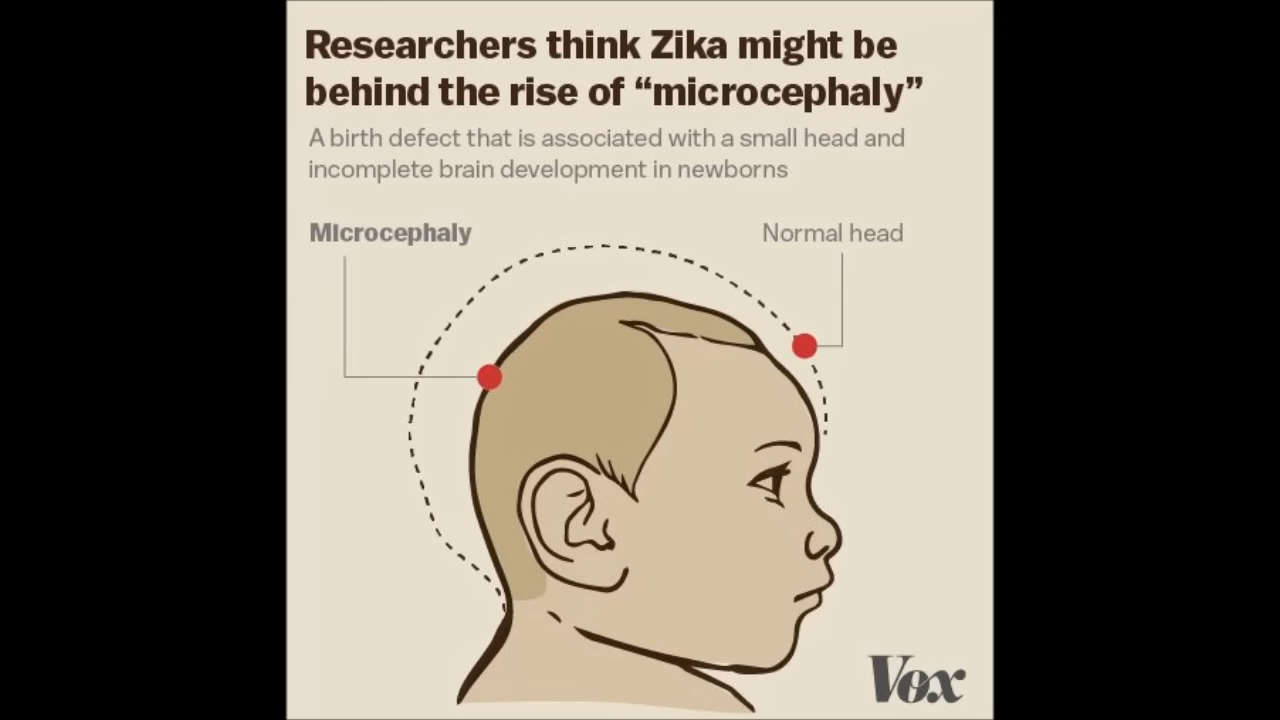 Researchers think Zika might be
behind the rise of “microcephaly”
A birth defect that is associated with a small head and
incomplete brain development in newborns
MIcrocephaly
Normal head
Vox